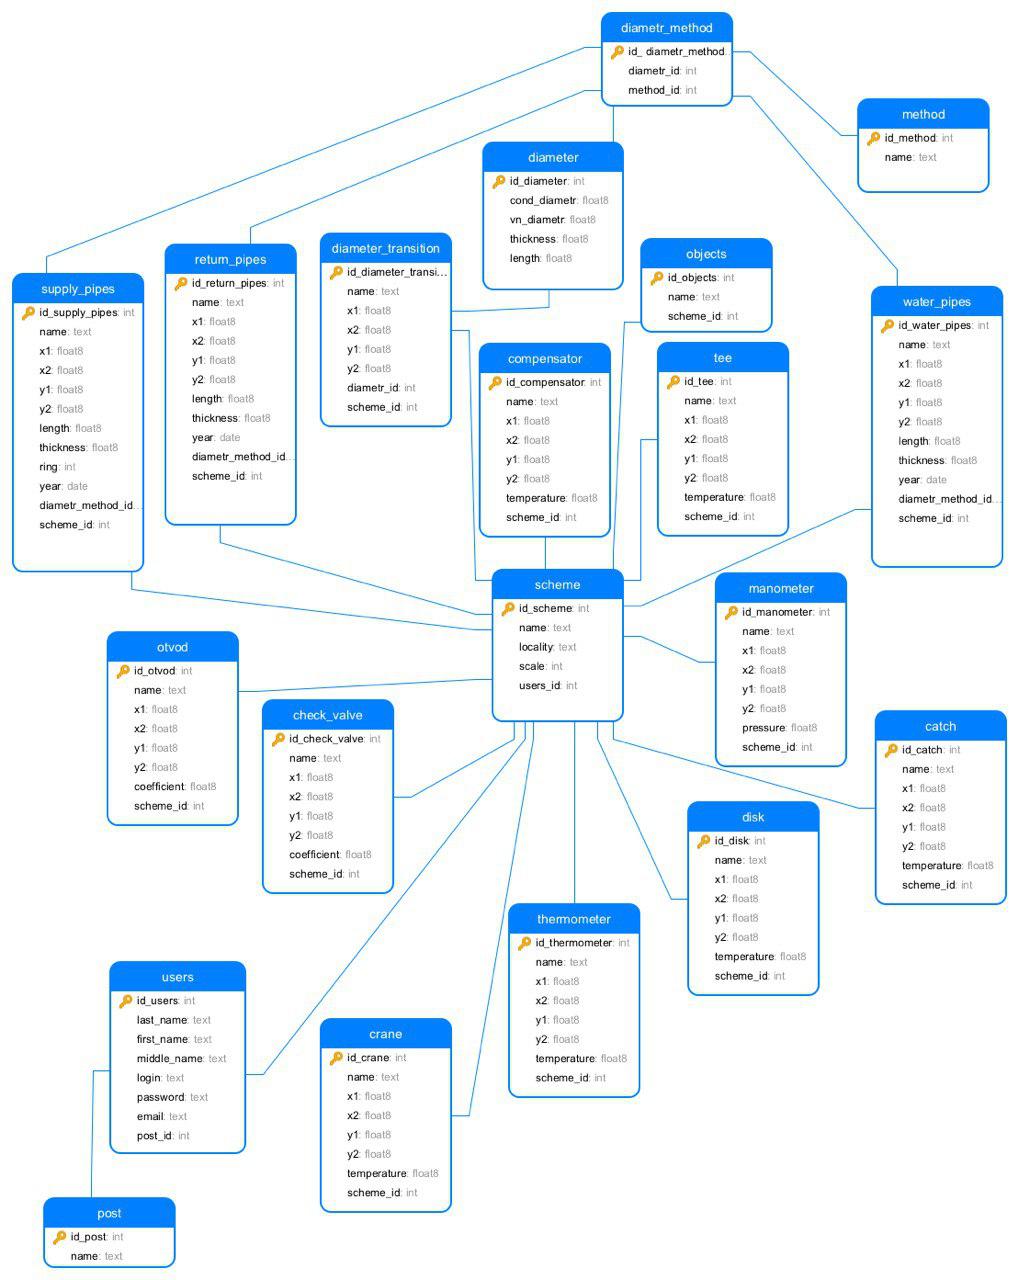 diametr_method
id_ diametr_method.
diametr_id: int
method_id: int
method
id_method: int
name: text
diameter
id_diameter: int
cond_diametr: float8
vn_diametr: float8
thickness: float8
length: float8
diameter_transition
id_diameter_transi...
name: text
x1: float8
x2: float8
y1: float8
y2: float8
diametr_id: int
scheme_id: int
objects
id_objects: int
name: text
scheme_id: int
return_pipes
id_return_pipes: int
name: text
x1: float8
x2: float8
y1: float8
y2: float8
length: float8
thickness: float8
year: date
diametr_method_id...
scheme_id: int
supply_pipes
id_supply_pipes: int
name: text
x1: float8
x2: float8
y1: float8
y2: float8
length: float8
thickness: float8
ring: int
year: date
diametr_method_id...
scheme_id: int
water_pipes
id_water_pipes: int
name: text
x1: float8
x2: float8
y1: float8
y2: float8
length: float8
thickness: float8
year: date
diametr_method_id...
scheme_id: int
compensator
id_compensator: int
name: text
x1: float8
x2: float8
y1: float8
y2: float8
temperature: float8
scheme_id: int
tee
id_tee: int
name: text
x1: float8
x2: float8
y1: float8
y2: float8
temperature: float8
scheme_id: int
scheme
id_scheme: int
name: text
locality: text
scale: int
users_id: int
manometer
id_manometer: int
name: text
x1: float8
x2: float8
y1: float8
y2: float8
pressure: float8
scheme_id: int
otvod
id_otvod: int
name: text
x1: float8
x2: float8
y1: float8
y2: float8
coefficient: float8
scheme_id: int
check_valve
id_check_valve: int
name: text
x1: float8
x2: float8
y1: float8
y2: float8
coefficient: float8
scheme_id: int
catch
id_catch: int
name: text
x1: float8
x2: float8
y1: float8
y2: float8
temperature: float8
scheme_id: int
disk
id_disk: int
name: text
x1: float8
x2: float8
y1: float8
y2: float8
temperature: float8
scheme_id: int
thermometer
id_thermometer: int
name: text
x1: float8
x2: float8
y1: float8
y2: float8
temperature: float8
scheme_id: int
users
id_users: int
last_name: text
first_name: text
middle_name: text
login: text
password: text
email: text
post_id: int
crane
id_crane: int
name: text
x1: float8
x2: float8
y1: float8
y2: float8
temperature: float8
scheme_id: int
post
id_post: int
name: text